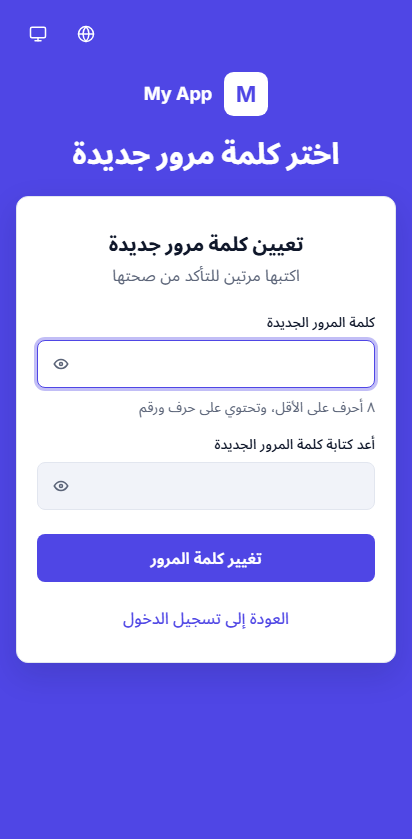 M My App
اختر كلمة مرور جديدة
تعيين كلمة مرور جديدة
اكتبها مرتين للتأكد من صحتها
كلمة المرور الجديدة
٨ أحرف على الأقل، وتحتوي على حرف ورقم
أعد كتابة كلمة المرور الجديدة
تغيير كلمة المرور
العودة إلى تسجيل الدخول